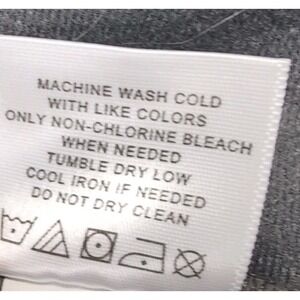 MACHINE WASH COLD
WITH LIKE COLORS
ONLY NON-CHLORINE BLEACH
WHEN NEEDED
TUMBLE DRY LOW
COOL IRON IF NEEDED
DO NOT DRY CLEAN